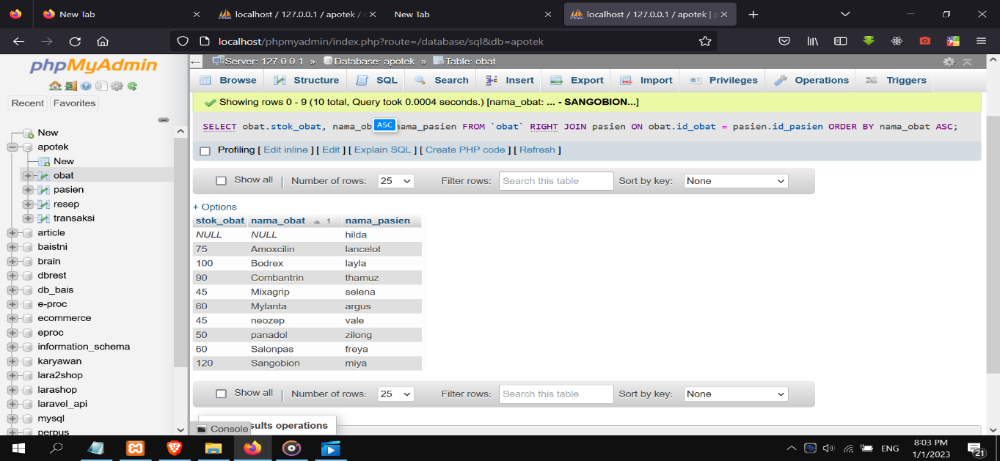 New Tab
localhost / 127.0.0.1 / apotek /
New Tab
localhost / 127.0.0.1 / apotek |
localhost/phpmyadmin/index.php?route=/database/sql&db=apotek
phpMyAdmin
Recent Favorites
New
apotek
New
obat
pasien
resep
transaksi
article
baistni
brain
dbrest
db_bais
e-proc
ecommerce
eproc
information_schema
karyawan
lara2shop
larashop
laravel_api
mysql
perpus
Server: 127.0.0.1 » Database: apotek » Table: obat
Browse Structure SQL Search Insert Export Import Privileges Operations Triggers
Showing rows 0 - 9 (10 total, Query took 0.0004 seconds.) [nama_obat: ... - SANGOBION...]
ASC
SELECT obat.stok_obat, nama_ob nama_pasien FROM `obat` RIGHT JOIN pasien ON obat.id_obat = pasien.id_pasien ORDER BY nama_obat ASC;
Profiling [ Edit inline ] [ Edit ] [ Explain SQL ] [ Create PHP code ] [ Refresh ]
Show all | Number of rows: 25 Filter rows: Search this table Sort by key: None
+ Options
stok_obat nama_obat 1 nama_pasien
NULL NULL hilda
75 Amoxcilin lancelot
100 Bodrex layla
90 Combantrin thamuz
45 Mixagrip selena
60 Mylanta argus
45 neozep vale
50 panadol zilong
60 Salonpas freya
120 Sangobion miya
Show all | Number of rows: 25 Filter rows: Search this table Sort by key: None
sults operations
Console
ENG
8:03 PM
1/1/2023
21